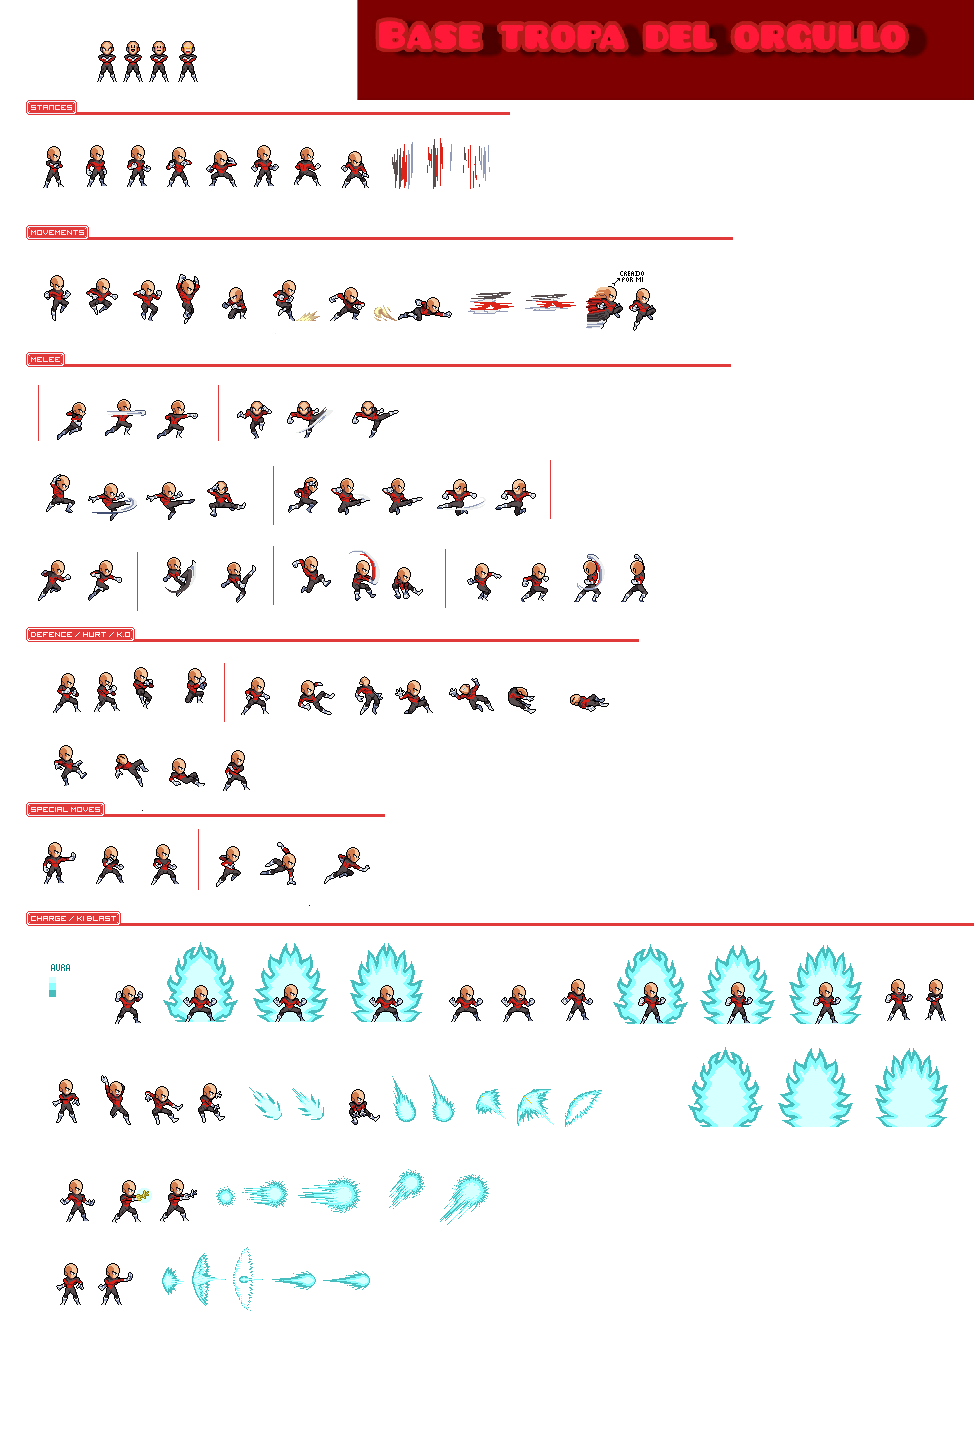 BASE TROPA DEL ORGULLO
STANCES
MOVEMENTS
CREADO
POR MI
MELEE
DEFENCE / HURT / K.O
SPECIAL MOVES
CHARGE / KI BLAST
AURA